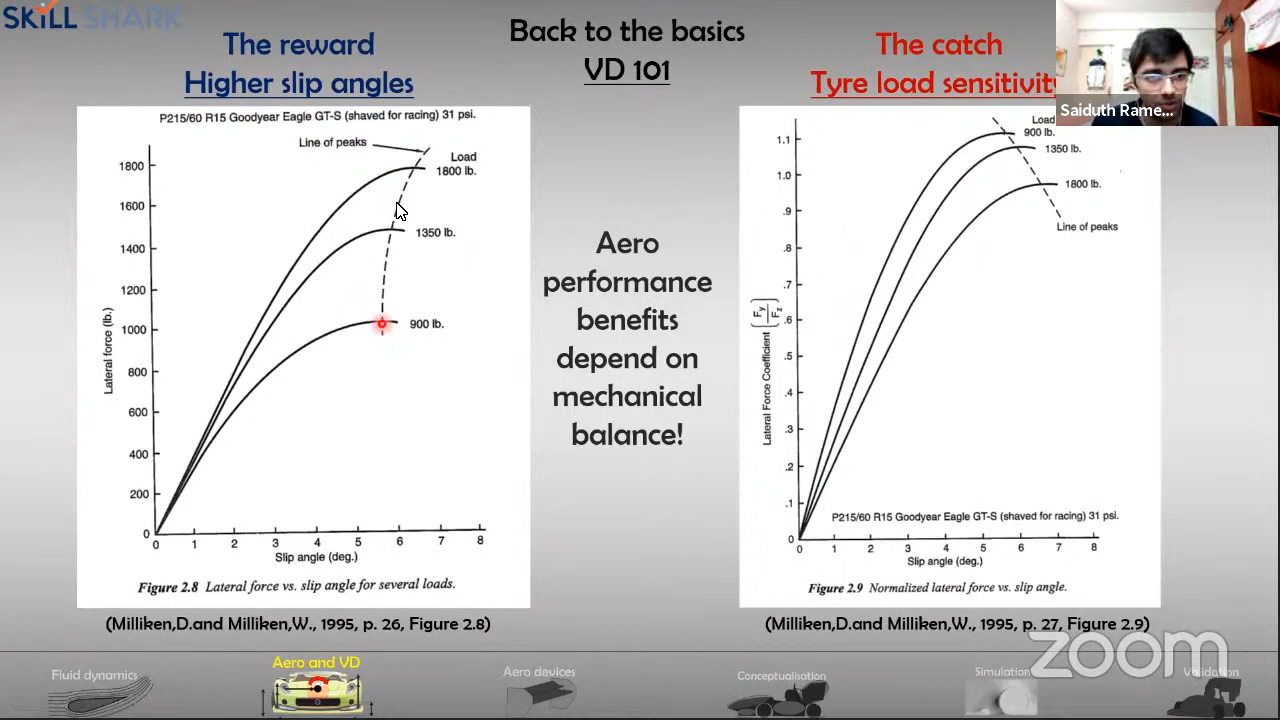 SKILL SHARK
The reward
Higher slip angles
Back to the basics
VD 101
The catch
Tyre load sensitivity
Saiduth Rame...
P215/60 R15 Goodyear Eagle GT-S (shaved for racing) 31 psi.
Line of peaks
Load
1800 lb.
1350 lb.
900 lb.
1800
1600
1400
1200
1000
800
600
400
200
0
Lateral force (lb.)
0 1 2 3 4 5 6 7 8
Slip angle (deg.)
Figure 2.8 Lateral force vs. slip angle for several loads.
(Milliken,D.and Milliken,W., 1995, p. 26, Figure 2.8)
Aero
performance
benefits
depend on
mechanical
balance!
Load
900 lb.
1350 lb.
1800 lb.
Line of peaks
1.1
1.0
.9
.8
.7
.5
.4
.3
.2
.1
0
Lateral Force Coefficient [Fy/Fz]
P215/60 R15 Goodyear Eagle GT-S (shaved for racing) 31 psi.
0 1 2 3 4 5 6 7 8
Slip angle (deg.)
Figure 2.9 Normalized lateral force vs. slip angle.
(Milliken,D.and Milliken,W., 1995, p. 27, Figure 2.9)
zoom
Fluid dynamics
Aero and VD
Aero devices
Conceptualisation
Simulation
Validation